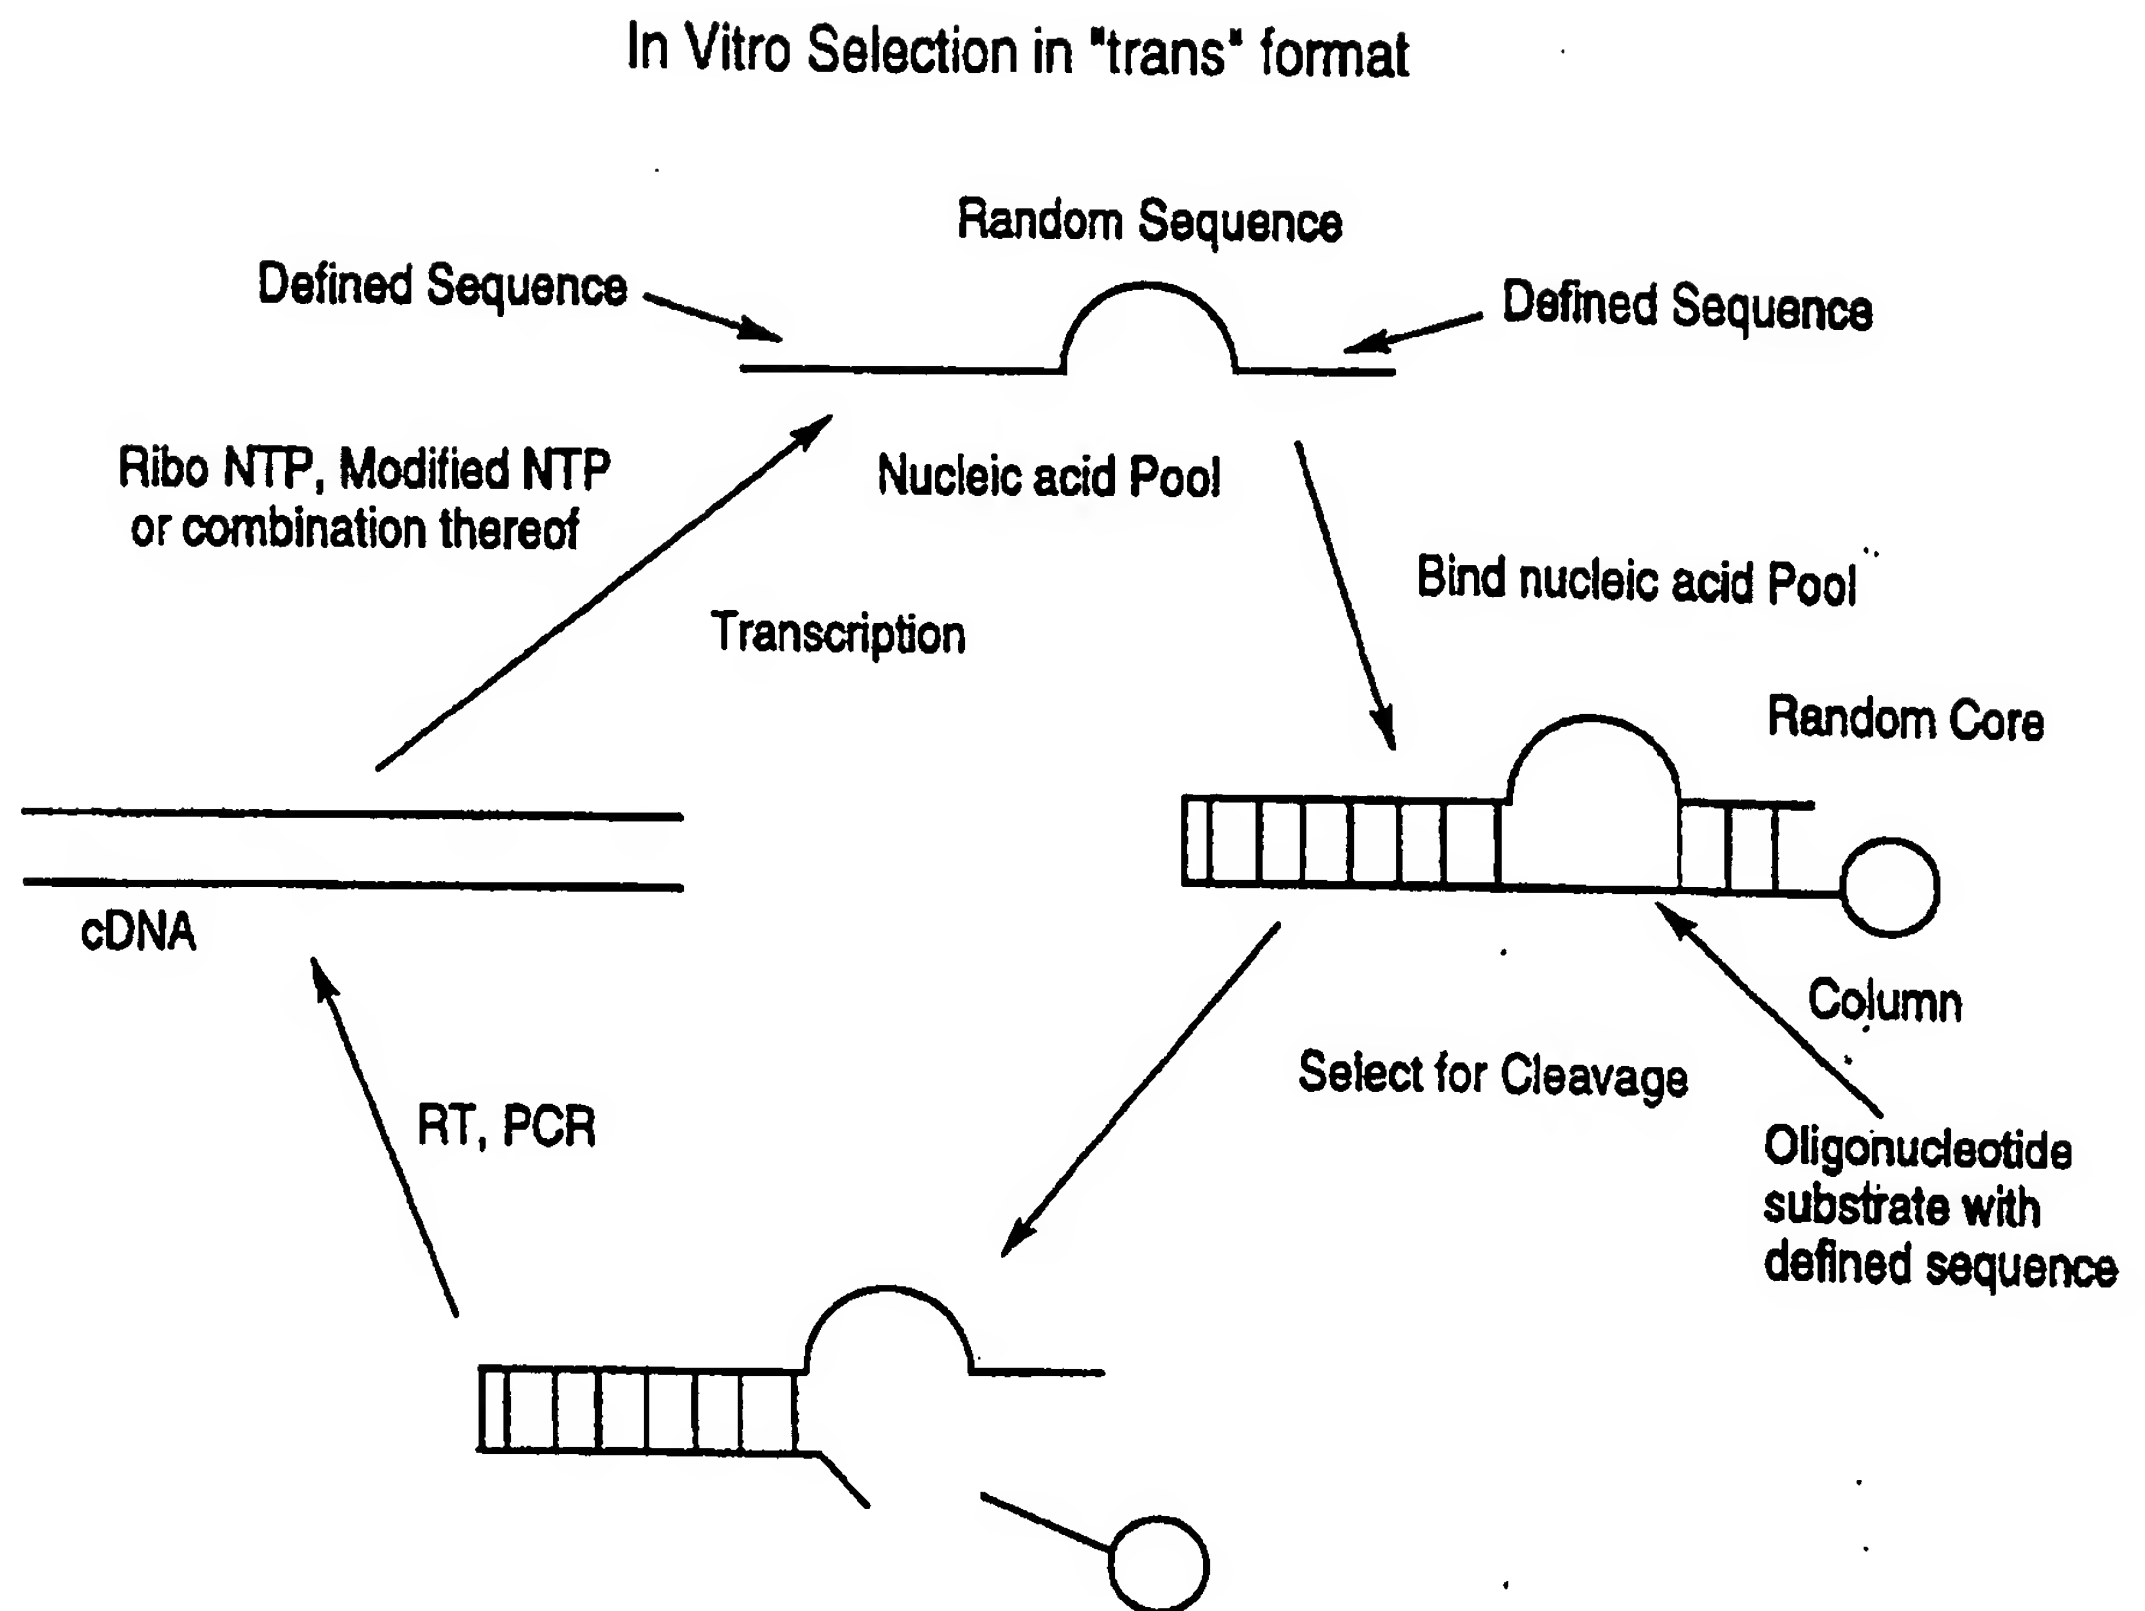 In Vitro Selection in "trans" format
Random Sequence
Defined Sequence
Defined Sequence
Ribo NTP, Modified NTP
or combination thereof
Nucleic acid Pool
Bind nucleic acid Pool
Transcription
Random Core
cDNA
Column
Select for Cleavage
RT, PCR
Oligonucleotide
substrate with
defined sequence